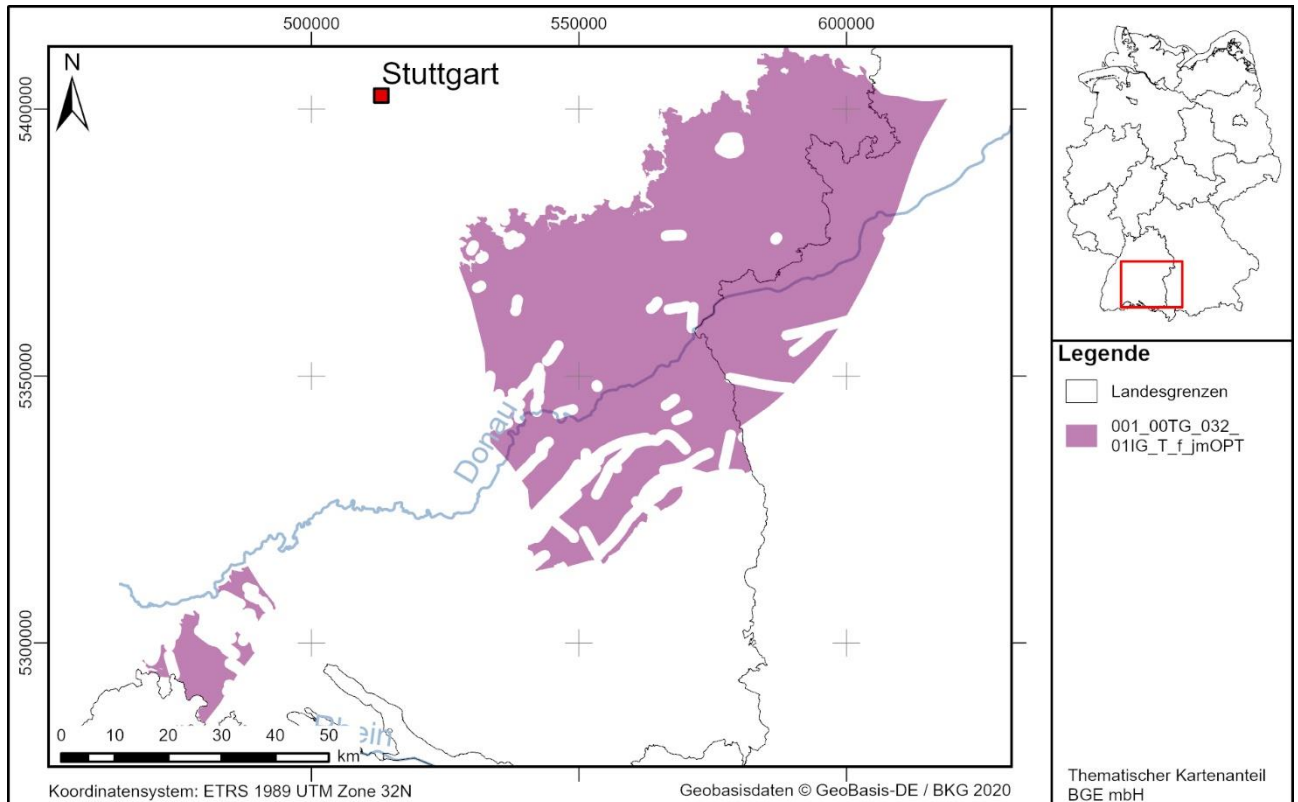 500000 550000 600000
N
Stuttgart
5400000
5350000
5300000
Donau
Rhein
0 10 20 30 40 50
km
Koordinatensystem: ETRS 1989 UTM Zone 32N
Geobasisdaten © GeoBasis-DE / BKG 2020
Legende
Landesgrenzen
001_00TG_032_
01IG_T_f_jmOPT
Thematischer Kartenanteil
BGE mbH